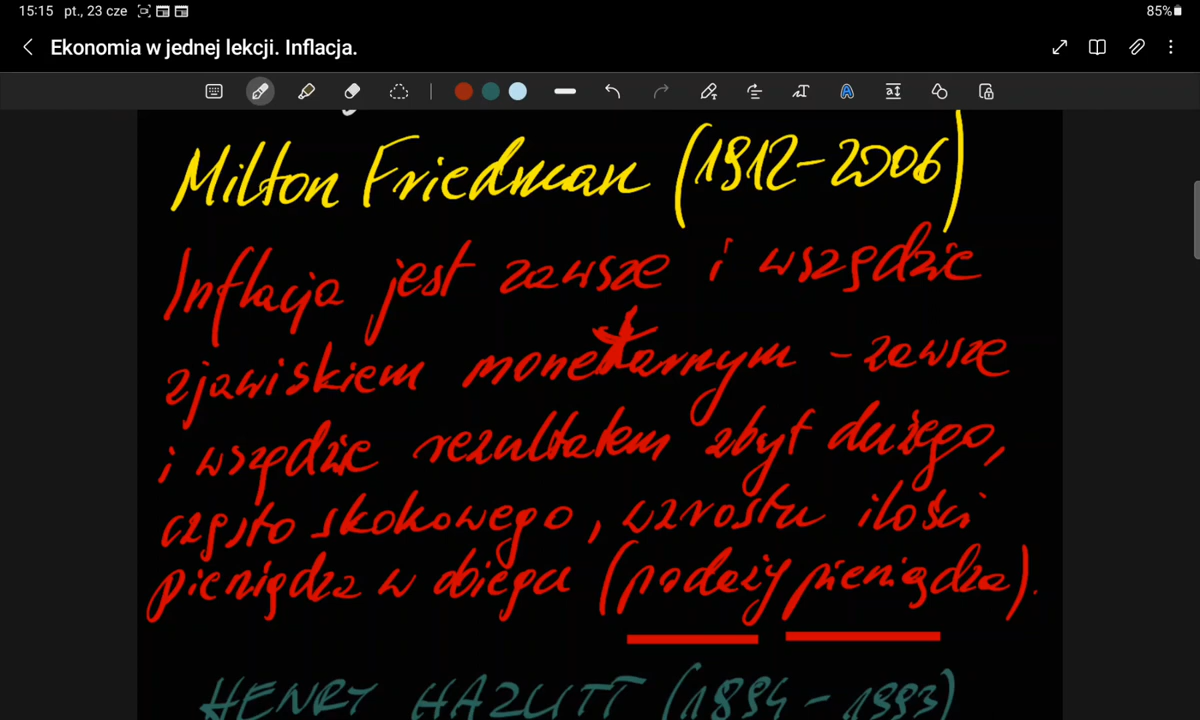 15:15 pt., 23 cze 85%
Ekonomia w jednej lekcji. Inflacja.
Milton Friedman (1912-2006)
Inflacja jest zawsze i wszędzie
zjawiskiem monetarnym - zawsze
i wszędzie rezultatem zbyt dużego,
często skokowego, wzrostu ilości
pieniądza w obiegu (podaży pieniądza).
HENRY HAZLITT (1894-1993)